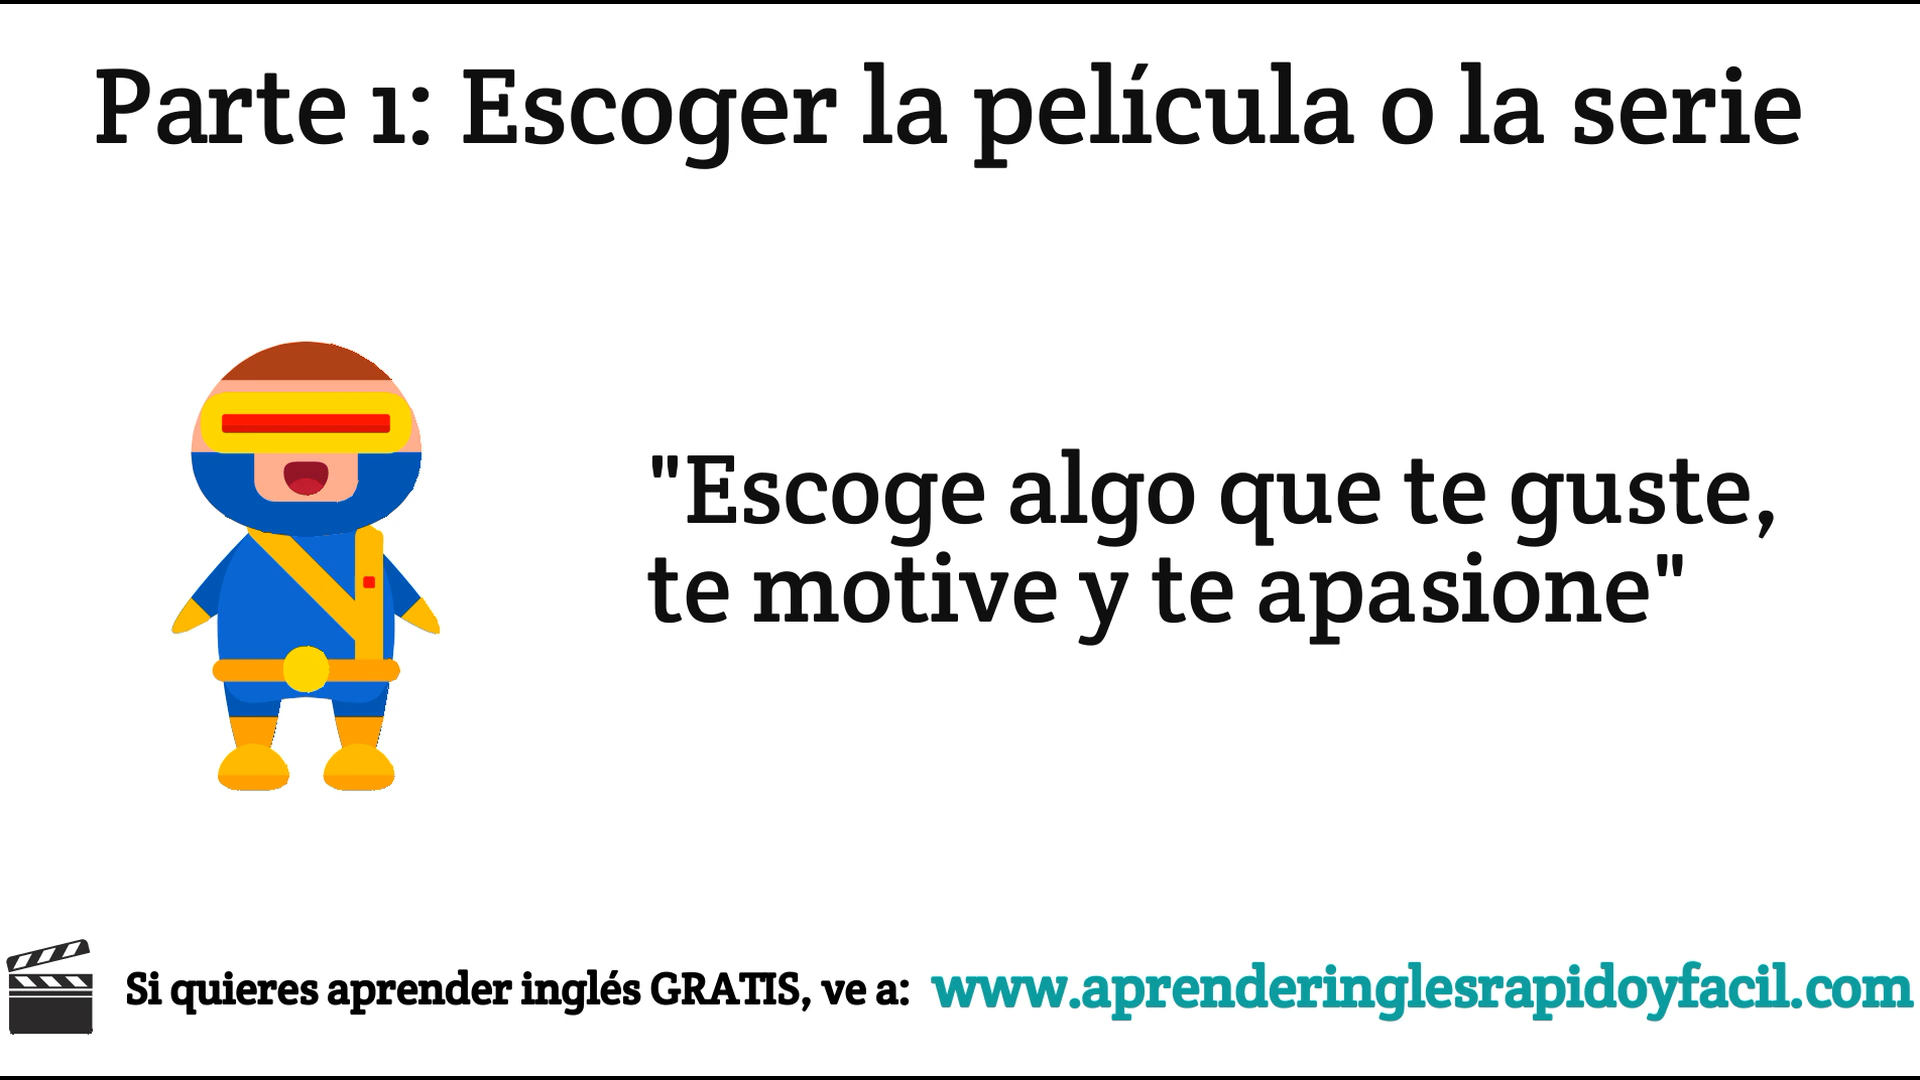 Parte 1: Escoger la película o la serie
"Escoge algo que te guste,
te motive y te apasione"
Si quieres aprender inglés GRATIS, ve a: www.aprenderinglesrapidoyfacil.com